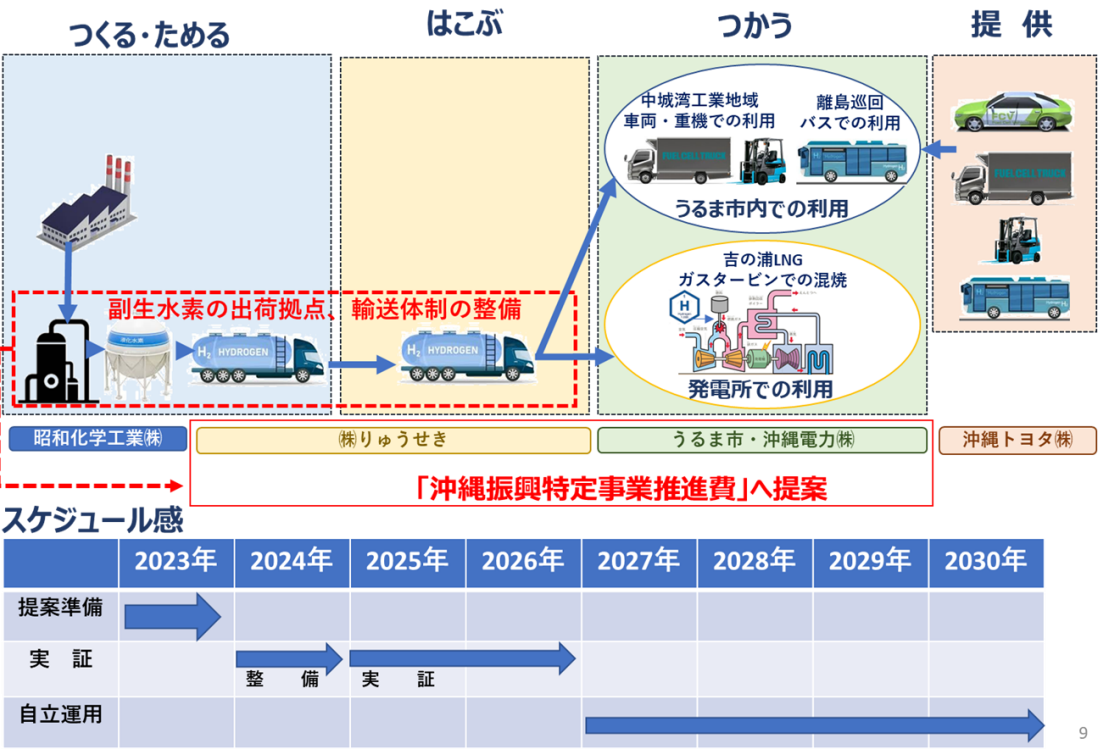 つくる・ためる
はこぶ
つかう
提 供
中城湾工業地域
車両・重機での利用
離島巡回
バスでの利用
FUELCELLTRUCK
うるま市内での利用
FCV
FUELCELLTRUCK
吉の浦LNG
ガスタービンでの混焼
H
発電所での利用
副生水素の出荷拠点、輸送体制の整備
液化水素
H₂ HYDROGEN
H₂ HYDROGEN
昭和化学工業㈱
㈱りゅうせき
うるま市・沖縄電力㈱
沖縄トヨタ㈱
「沖縄振興特定事業推進費」へ提案
スケジュール感
2023年 2024年 2025年 2026年 2027年 2028年 2029年 2030年
提案準備
実 証
整 備 実 証
自立運用
9